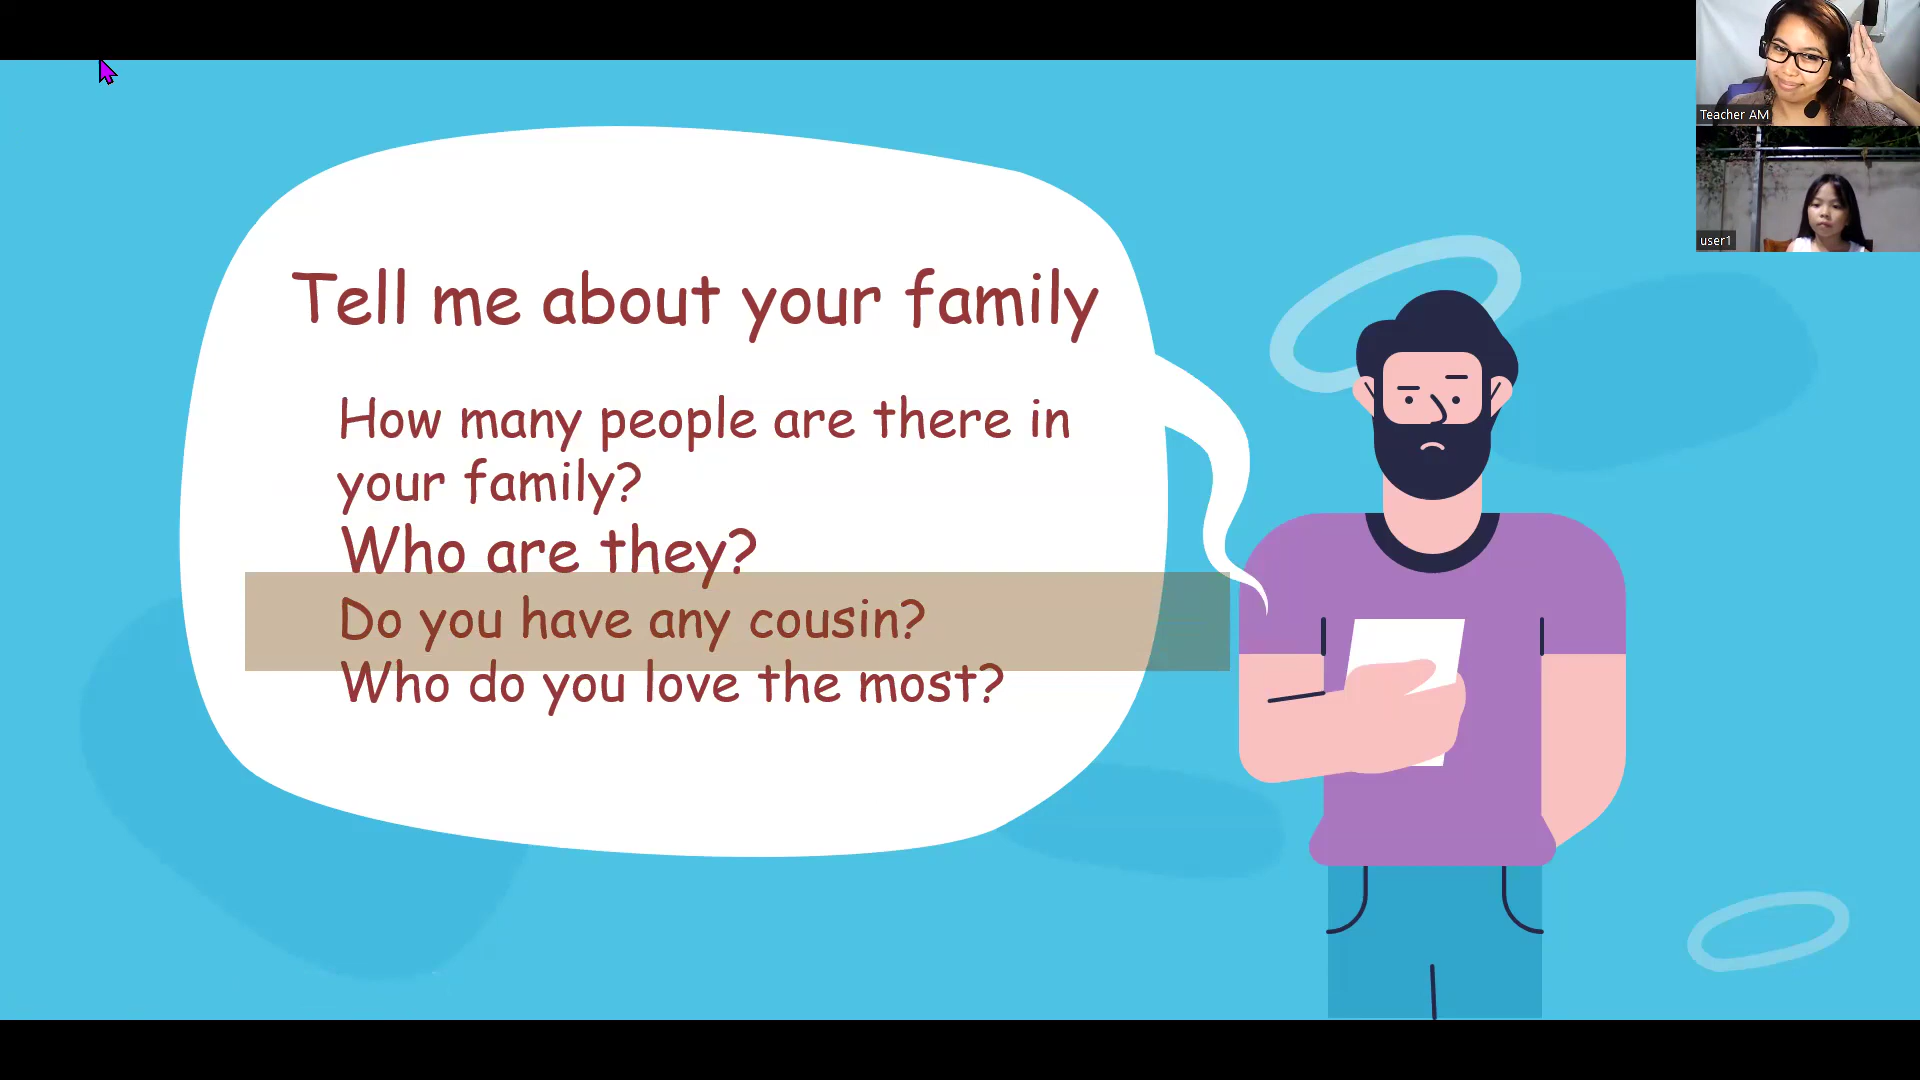 Teacher AM
user1
Tell me about your family
How many people are there in
your family?
Who are they?
Do you have any cousin?
Who do you love the most?